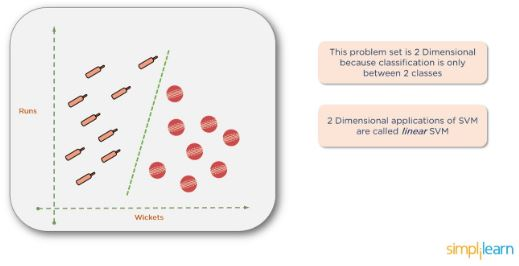 Runs
Wickets
This problem set is 2 Dimensional
because classification is only
between 2 classes
2 Dimensional applications of SVM
are called linear SVM
simplilearn